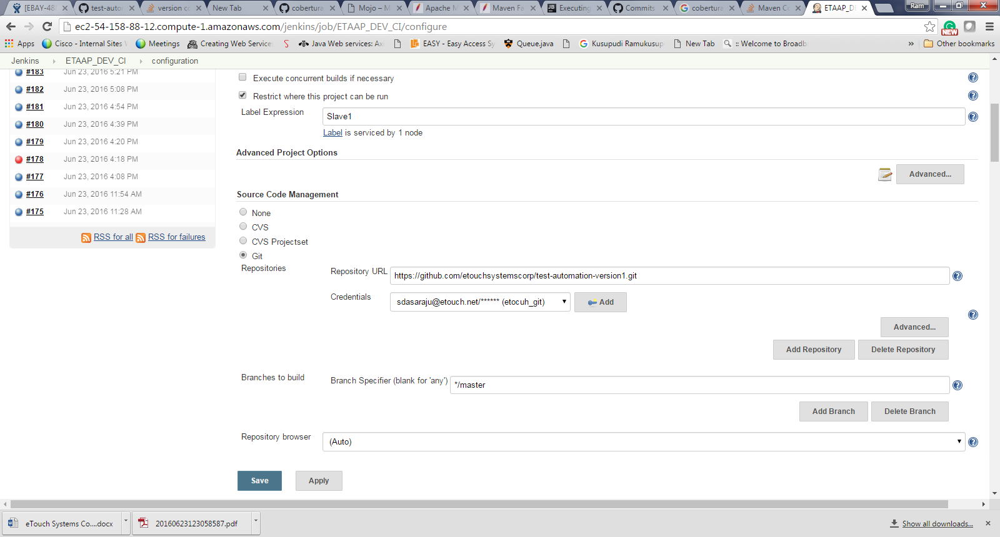 [EBAY-48
test-autor
version co
New Tab
cobertura
Mojo – M
Apache M
Maven Fa
Executing
Commits
cobertura
Maven Co
ETAAP_DE
Ram
ec2-54-158-88-12.compute-1.amazonaws.com/jenkins/job/ETAAP_DEV_CI/configure
NEW
Apps
Cisco - Internal Sites
Meetings
Creating Web Service
Java Web services: Axi
EASY - Easy Access Sy
Queue.java
Kusupudi Ramukusup
New Tab
:: Welcome to Broadb
»
Other bookmarks
Jenkins
ETAAP_DEV_CI
configuration
#183 Jun 23, 2016 5:21 PM
#182 Jun 23, 2016 5:08 PM
#181 Jun 23, 2016 4:54 PM
#180 Jun 23, 2016 4:39 PM
#179 Jun 23, 2016 4:20 PM
#178 Jun 23, 2016 4:18 PM
#177 Jun 23, 2016 4:08 PM
#176 Jun 23, 2016 11:54 AM
#175 Jun 23, 2016 11:28 AM
RSS for all RSS for failures
Execute concurrent builds if necessary
Restrict where this project can be run
Label Expression Slave1
Label is serviced by 1 node
Advanced Project Options
Advanced...
Source Code Management
None
CVS
CVS Projectset
Git
Repositories
Repository URL https://github.com/etouchsystemscorp/test-automation-version1.git
Credentials sdasaraju@etouch.net/****** (etocuh_git) Add
Advanced...
Add Repository Delete Repository
Branches to build Branch Specifier (blank for 'any') */master
Add Branch Delete Branch
Repository browser (Auto)
Save Apply
eTouch Systems Co....docx
20160623123058587.pdf
Show all downloads...